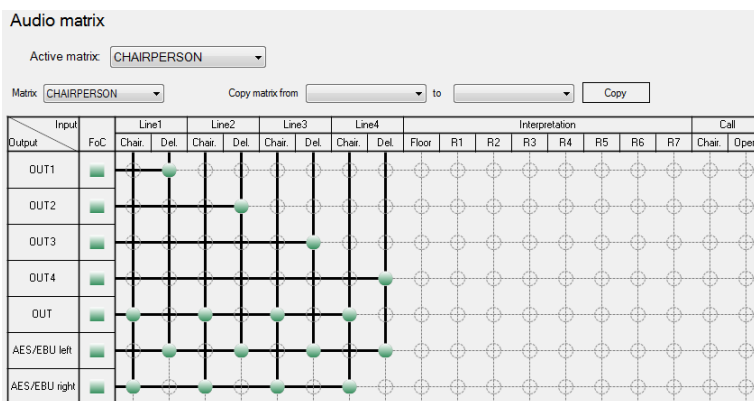 Audio matrix
Active matrix: CHAIRPERSON
Matrix CHAIRPERSON Copy matrix from to Copy
Input Line1 Line2 Line3 Line4 Interpretation Call
Output FoC Chair. Del. Chair. Del. Chair. Del. Chair. Del. Floor R1 R2 R3 R4 R5 R6 R7 Chair. Oper
OUT1
OUT2
OUT3
OUT4
OUT
AES/EBU left
AES/EBU right